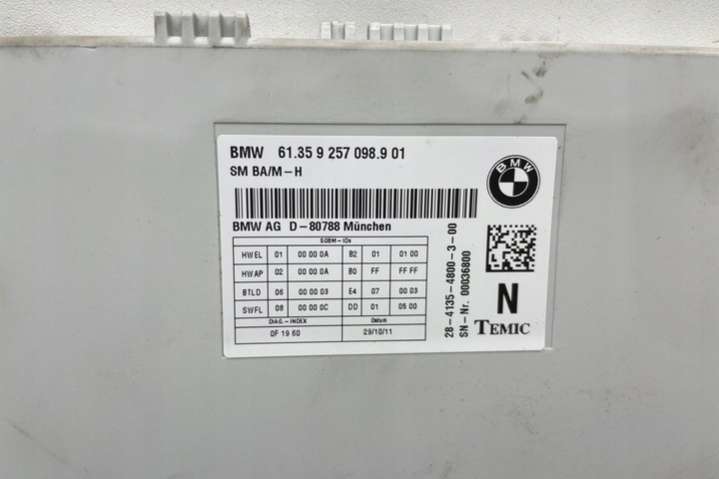 BMW 61.35 9 257 098.9 01
SM BA/M-H
BMW
BMW AG D-80788 München
SGBM-IDs
HWEL 01 00 00 0A B2 01 01 00
HWAP 02 00 00 0A B0 FF FF FF
BTLD 06 00 00 03 E4 07 00 03
SWFL 08 00 00 0C DD 01 05 00
DIAG.-INDEX Datum
0F 19 60 29/10/11
28-4135-4800-3-00
SN-Nr. 00036800
N
TEMIC